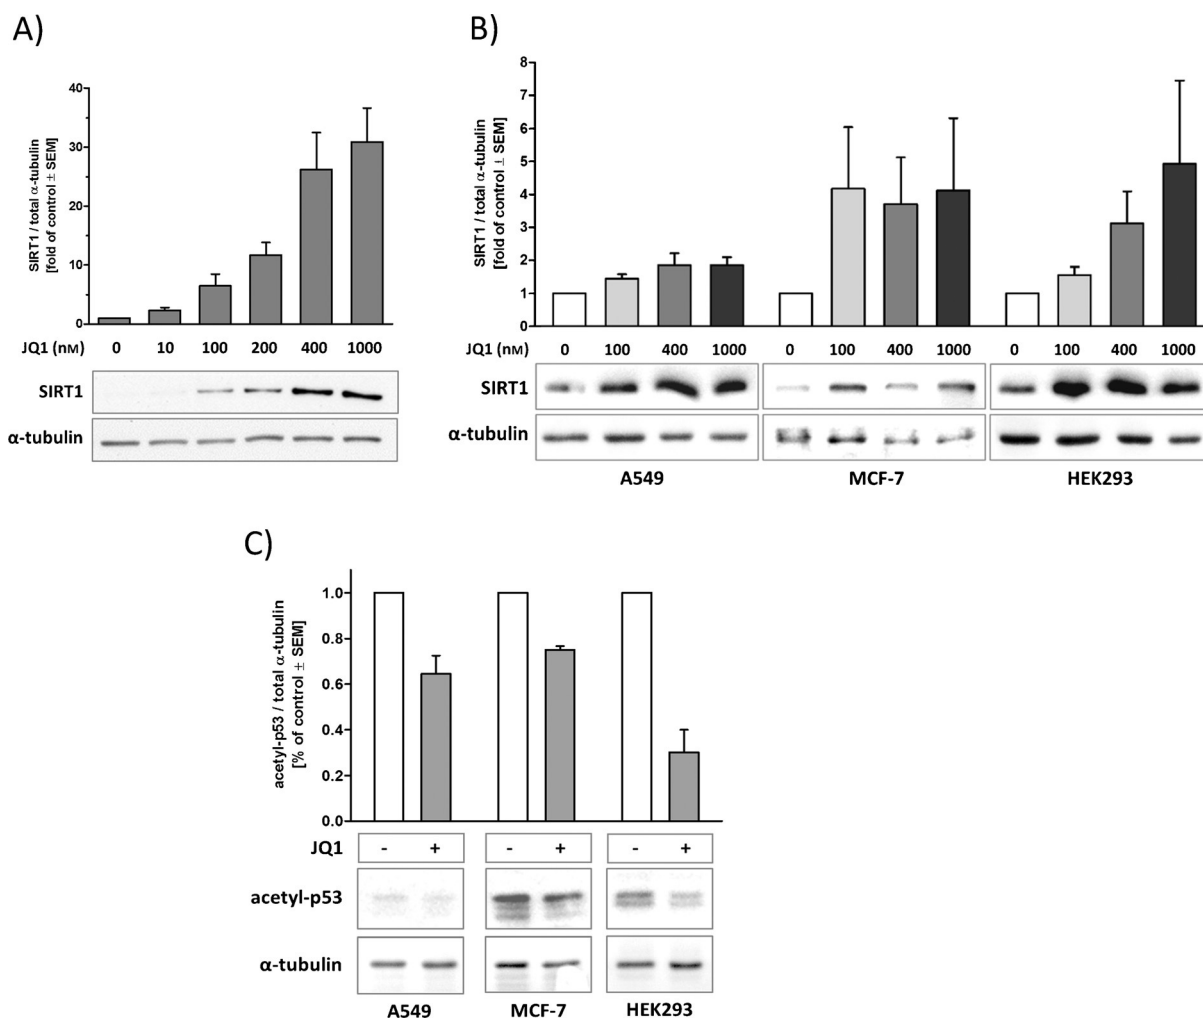 A)
SIRT1 / total α-tubulin
[fold of control ± SEM]
40
30
20
10
0
JQ1 (nM) 0 10 100 200 400 1000
SIRT1
α-tubulin
B)
SIRT1 / total α-tubulin
[fold of control ± SEM]
8
7
6
5
4
3
2
1
0
JQ1 (nM) 0 100 400 1000 0 100 400 1000 0 100 400 1000
SIRT1
α-tubulin
A549 MCF-7 HEK293
C)
acetyl-p53 / total α-tubulin
[% of control ± SEM]
1.0
0.8
0.6
0.4
0.2
0.0
JQ1 - + - + - +
acetyl-p53
α-tubulin
A549 MCF-7 HEK293